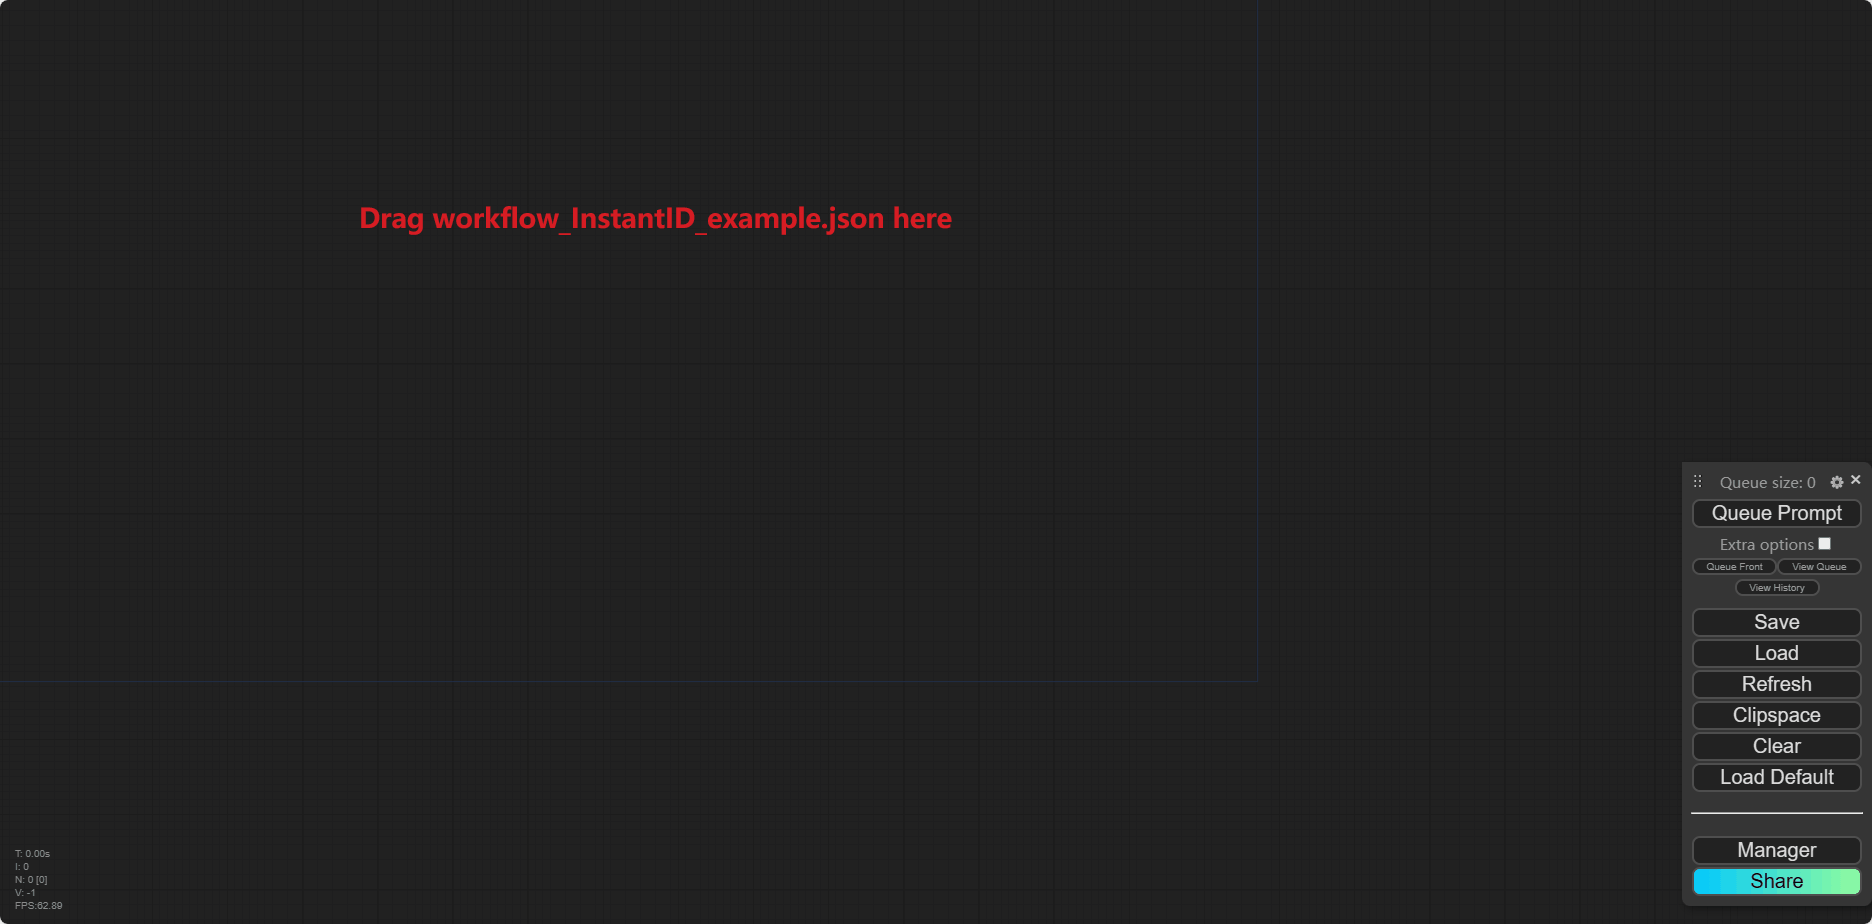 Drag workflow_InstantID_example.json here
Queue size: 0
Queue Prompt
Extra options
Queue Front
View Queue
View History
Save
Load
Refresh
Clipspace
Clear
Load Default
Manager
Share
T: 0.00s
I: 0
N: 0 [0]
V: -1
FPS:62.89